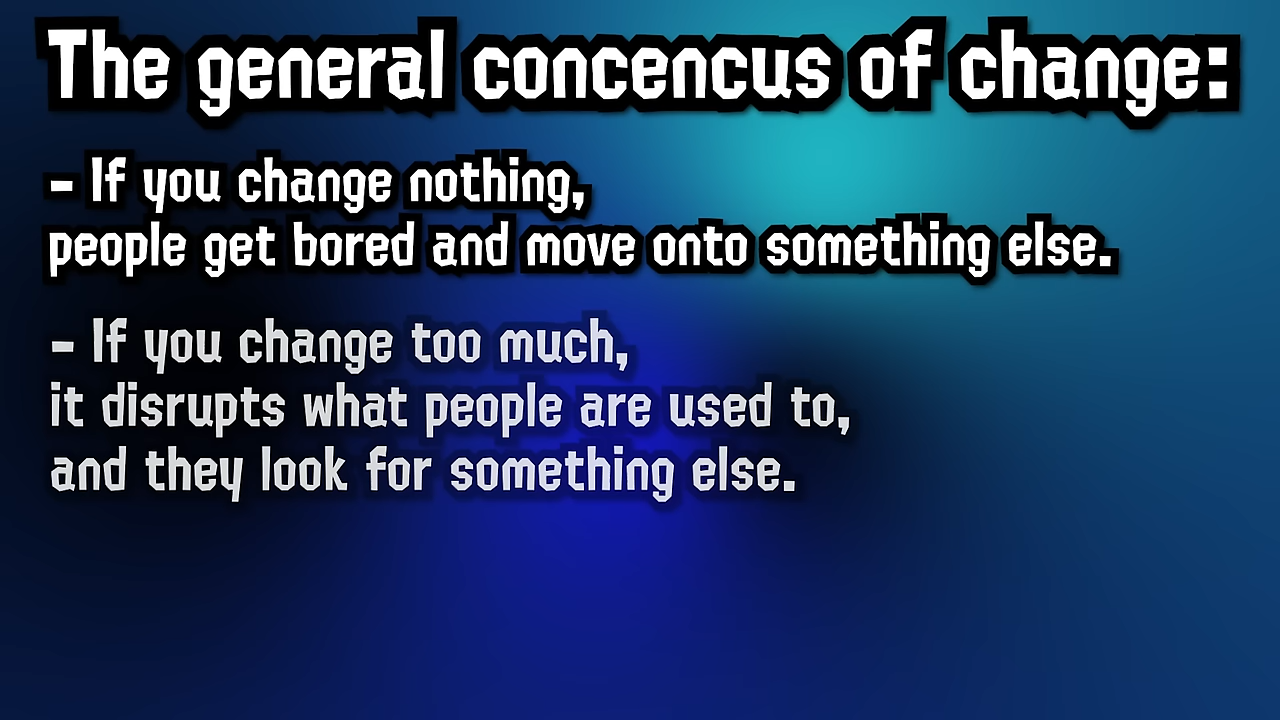 The general concencus of change:
- If you change nothing,
people get bored and move onto something else.
- If you change too much,
it disrupts what people are used to,
and they look for something else.